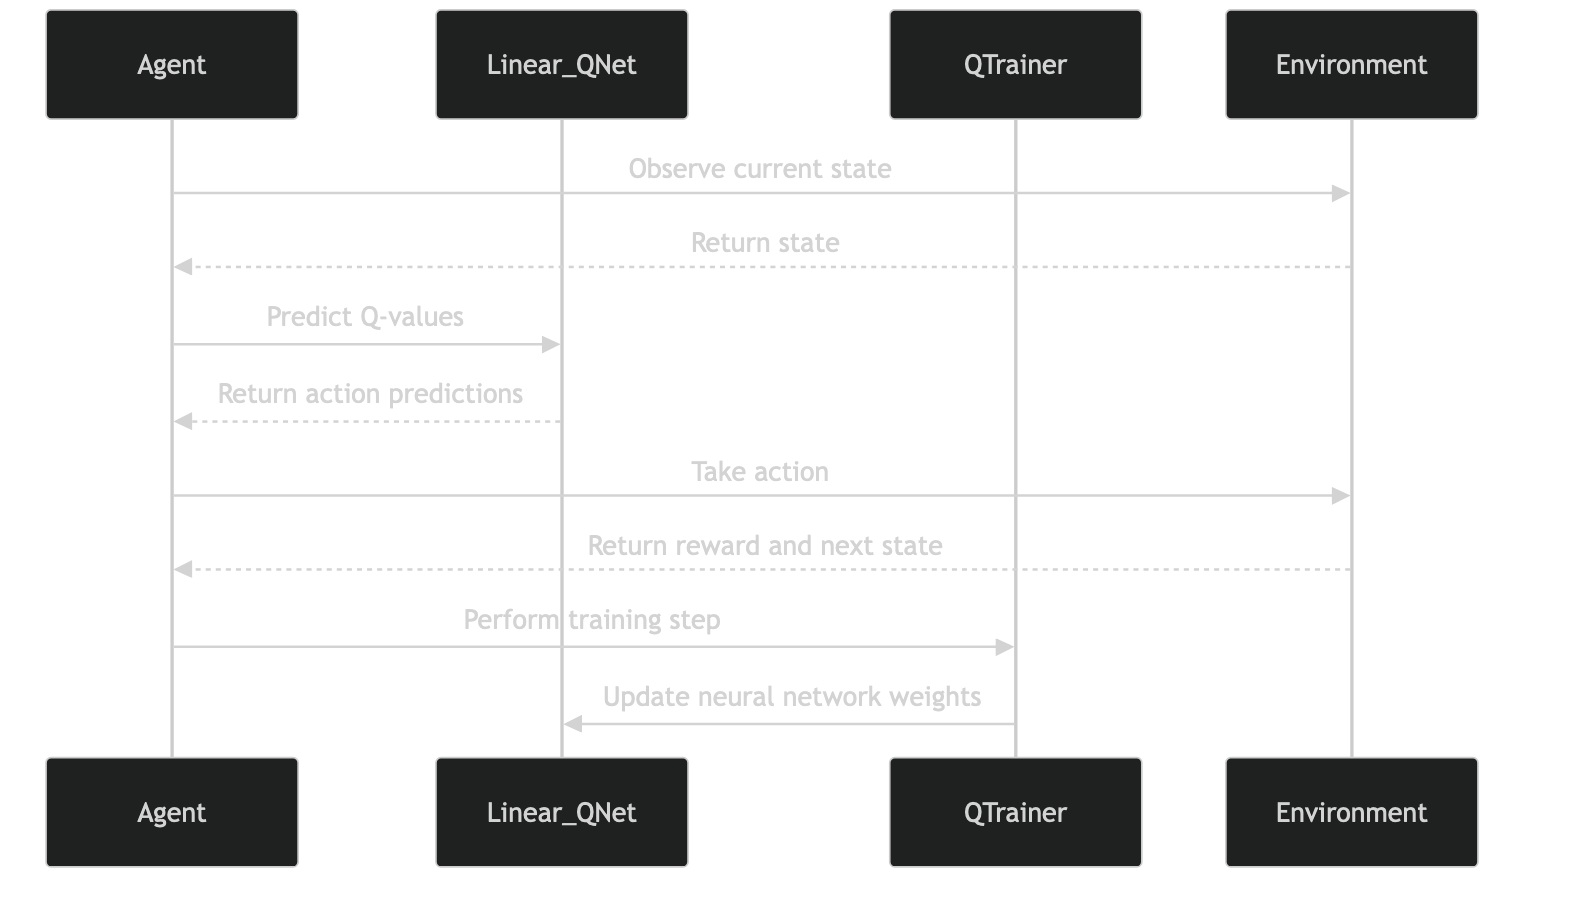 Agent
Linear_QNet
QTrainer
Environment
Observe current state
Return state
Predict Q-values
Return action predictions
Take action
Return reward and next state
Perform training step
Update neural network weights
Agent
Linear_QNet
QTrainer
Environment